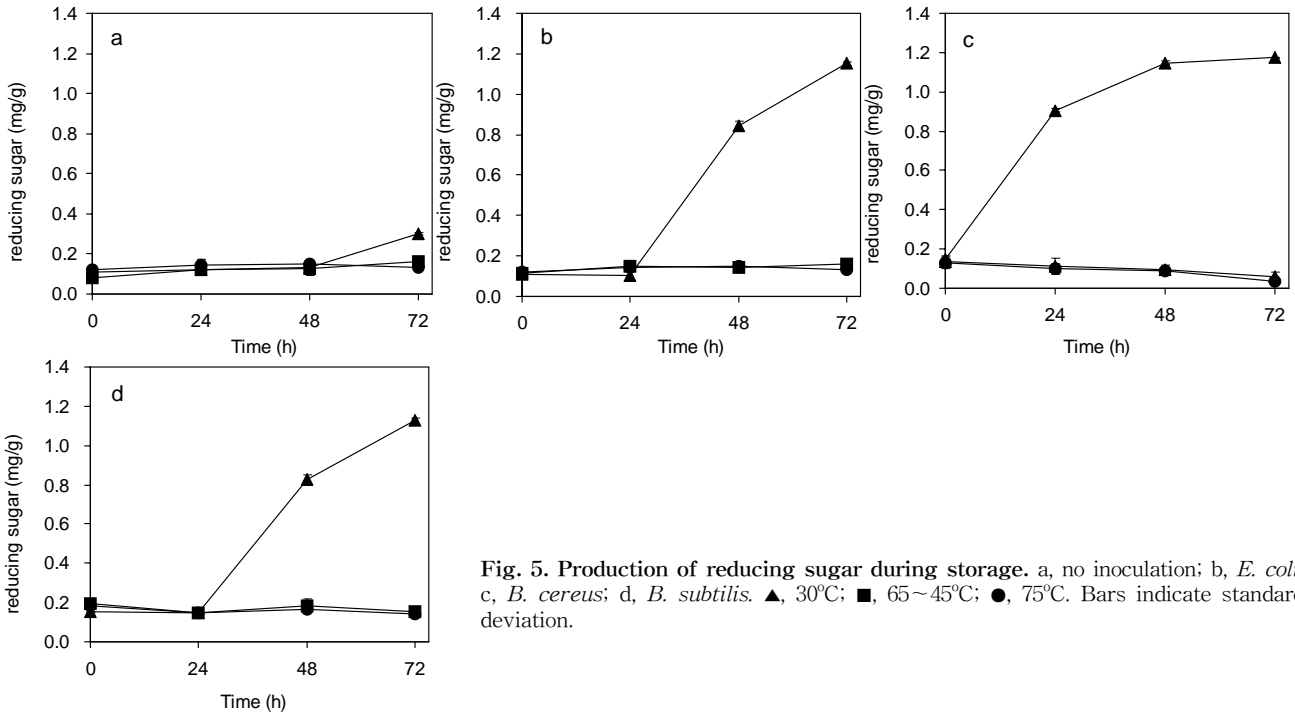 a
reducing sugar (mg/g)
1.4
1.2
1.0
0.8
0.6
0.4
0.2
0.0
0 24 48 72
Time (h)
b
reducing sugar (mg/g)
1.4
1.2
1.0
0.8
0.6
0.4
0.2
0.0
0 24 48 72
Time (h)
c
reducing sugar (mg/g)
1.4
1.2
1.0
0.8
0.6
0.4
0.2
0.0
0 24 48 72
Time (h)
d
reducing sugar (mg/g)
1.4
1.2
1.0
0.8
0.6
0.4
0.2
0.0
0 24 48 72
Time (h)
Fig. 5. Production of reducing sugar during storage. a, no inoculation; b, E. coli
c, B. cereus; d, B. subtilis. ▲, 30°C; ■, 65~45°C; ●, 75°C. Bars indicate standard
deviation.